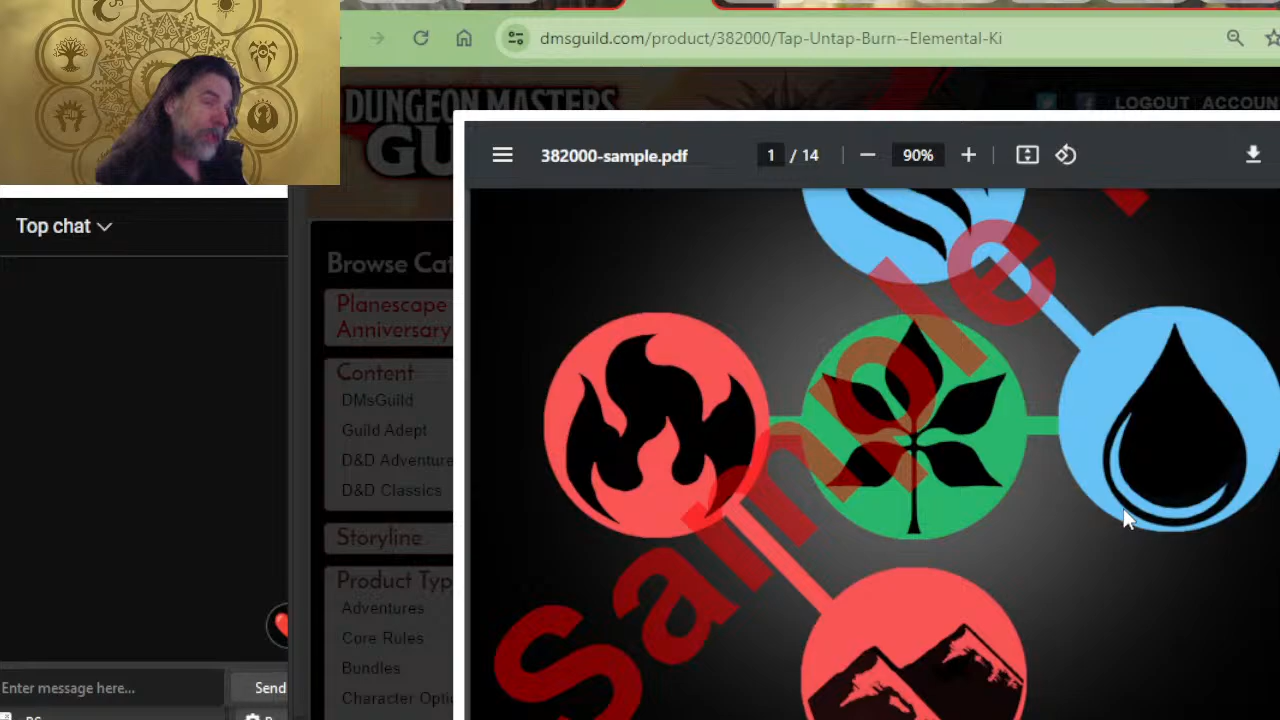 dmsguild.com/product/382000/Tap-Untap-Burn--Elemental-Ki
DUNGEON MASTERS
GU
LOGOUT ACCOUN
382000-sample.pdf
1 / 14
90%
Top chat
Browse Cat
Planescape
Anniversary
Content
DMsGuild
Guild Adept
D&D Adventure
D&D Classics
Storyline
Product Typ
Adventures
Core Rules
Bundles
Character Opti
Sample
Enter message here...
Send